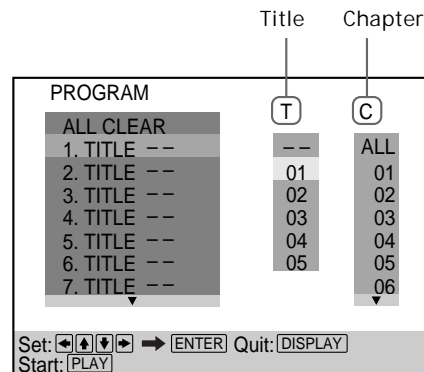 Title Chapter
PROGRAM
T C
ALL CLEAR
1. TITLE – – – – ALL
2. TITLE – – 01 01
3. TITLE – – 02 02
4. TITLE – – 03 03
5. TITLE – – 04 04
6. TITLE – – 05 05
7. TITLE – – 06
Set: ENTER Quit: DISPLAY
Start: PLAY